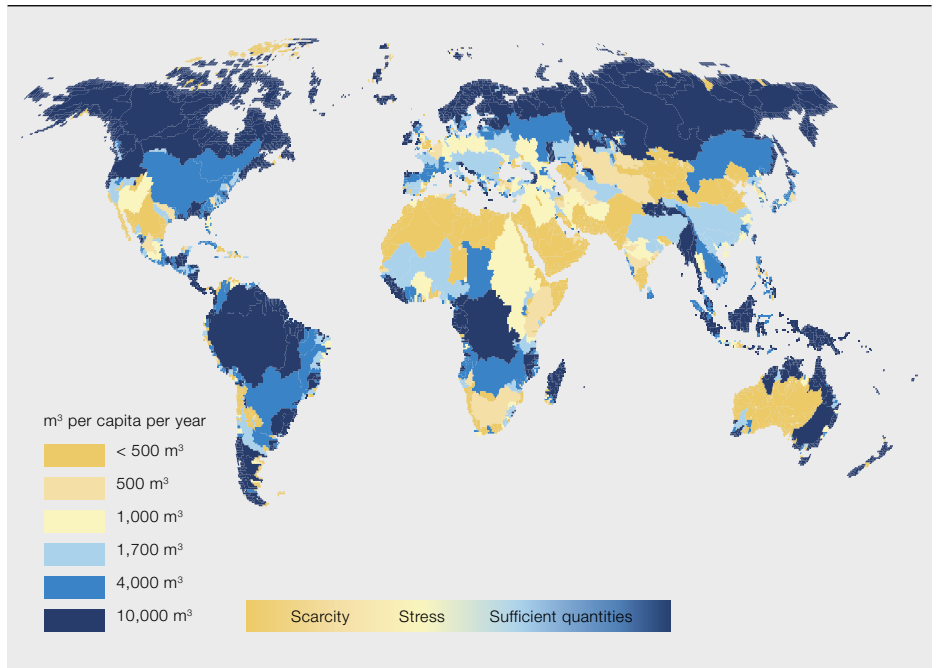 m³ per capita per year
< 500 m³
500 m³
1,000 m³
1,700 m³
4,000 m³
10,000 m³
Scarcity Stress Sufficient quantities